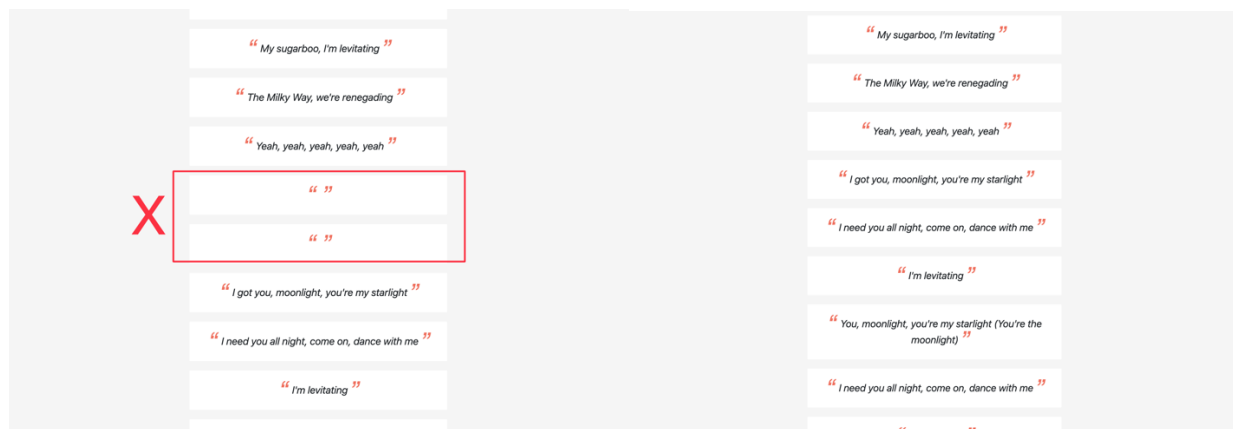 “ My sugarboo, I'm levitating ”
“ The Milky Way, we're renegading ”
“ Yeah, yeah, yeah, yeah, yeah ”
X
“ ”
“ ”
“ I got you, moonlight, you're my starlight ”
“ I need you all night, come on, dance with me ”
“ I'm levitating ”
“ My sugarboo, I'm levitating ”
“ The Milky Way, we're renegading ”
“ Yeah, yeah, yeah, yeah, yeah ”
“ I got you, moonlight, you're my starlight ”
“ I need you all night, come on, dance with me ”
“ I'm levitating ”
“ You, moonlight, you're my starlight (You're the
moonlight) ”
“ I need you all night, come on, dance with me ”
“ ”